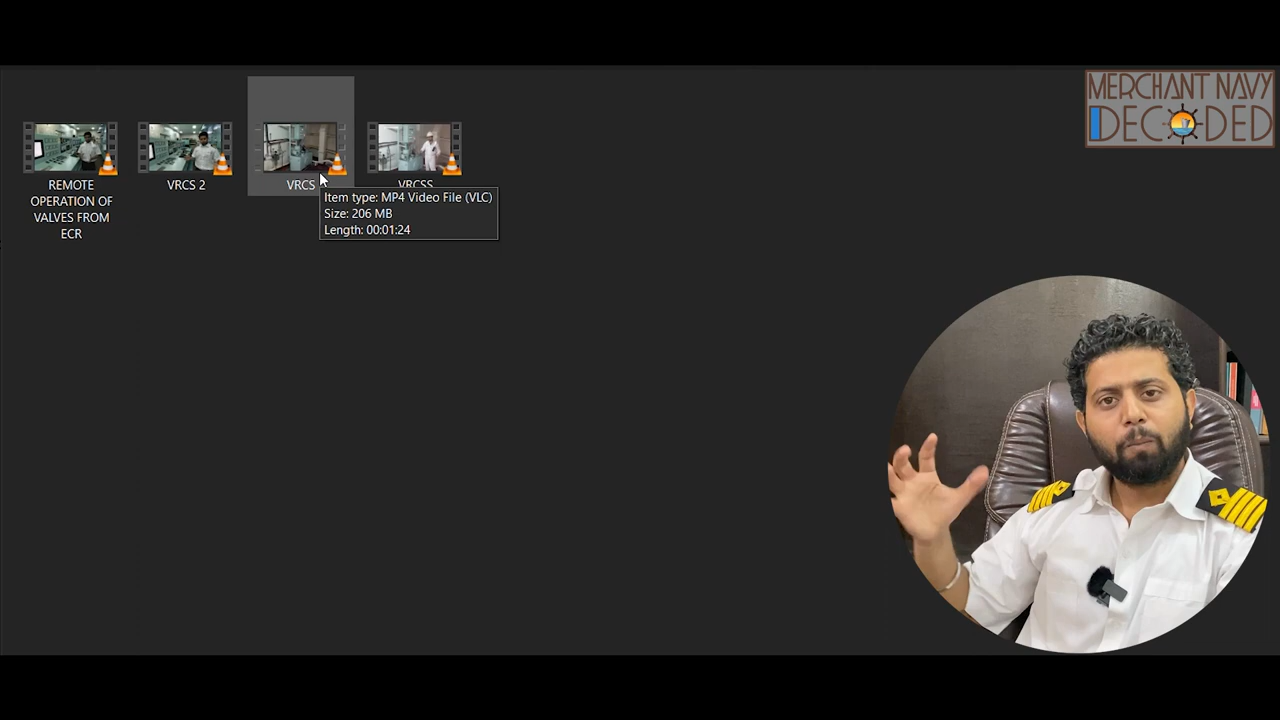 MERCHANT NAVY
DECODED
REMOTE
OPERATION OF
VALVES FROM
ECR
VRCS 2
VRCS
VRCSS
Item type: MP4 Video File (VLC)
Size: 206 MB
Length: 00:01:24